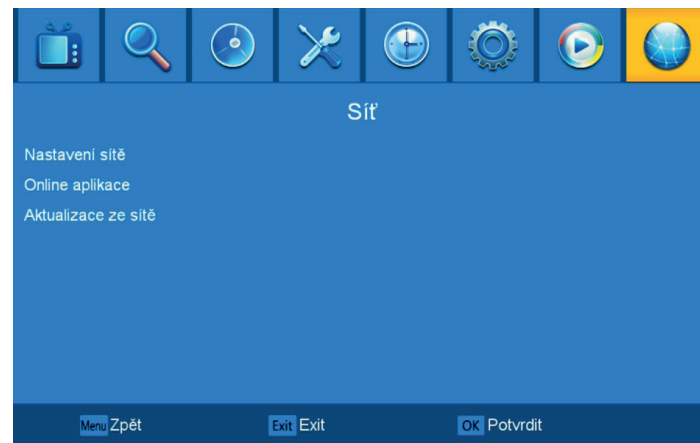 Síť
Nastavení sítě
Online aplikace
Aktualizace ze sítě
Menu Zpět Exit Exit OK Potvrdit